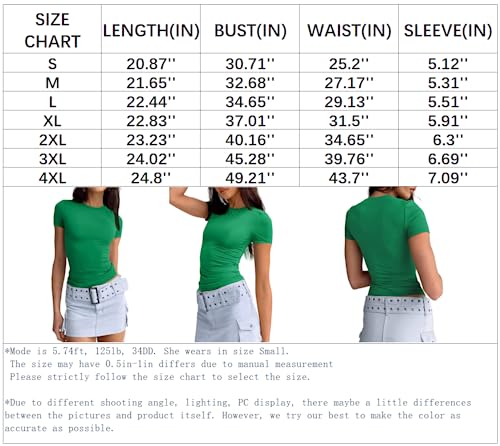 SIZE CHART LENGTH(IN) BUST(IN) WAIST(IN) SLEEVE(IN)
S 20.87'' 30.71'' 25.2'' 5.12''
M 21.65'' 32.68'' 27.17'' 5.31''
L 22.44'' 34.65'' 29.13'' 5.51''
XL 22.83'' 37.01'' 31.5'' 5.91''
2XL 23.23'' 40.16'' 34.65'' 6.3''
3XL 24.02'' 45.28'' 39.76'' 6.69''
4XL 24.8'' 49.21'' 43.7'' 7.09''
*Mode is 5.74ft, 125lb, 34DD. She wears in size Small.
The size may have 0.5in-1in differs due to manual measurement
Please strictly follow the size chart to select the size.
*Due to different shooting angle, lighting, PC display, there maybe a little differences
between the pictures and product itself. However, we try our best to make the color as
accurate as possible.